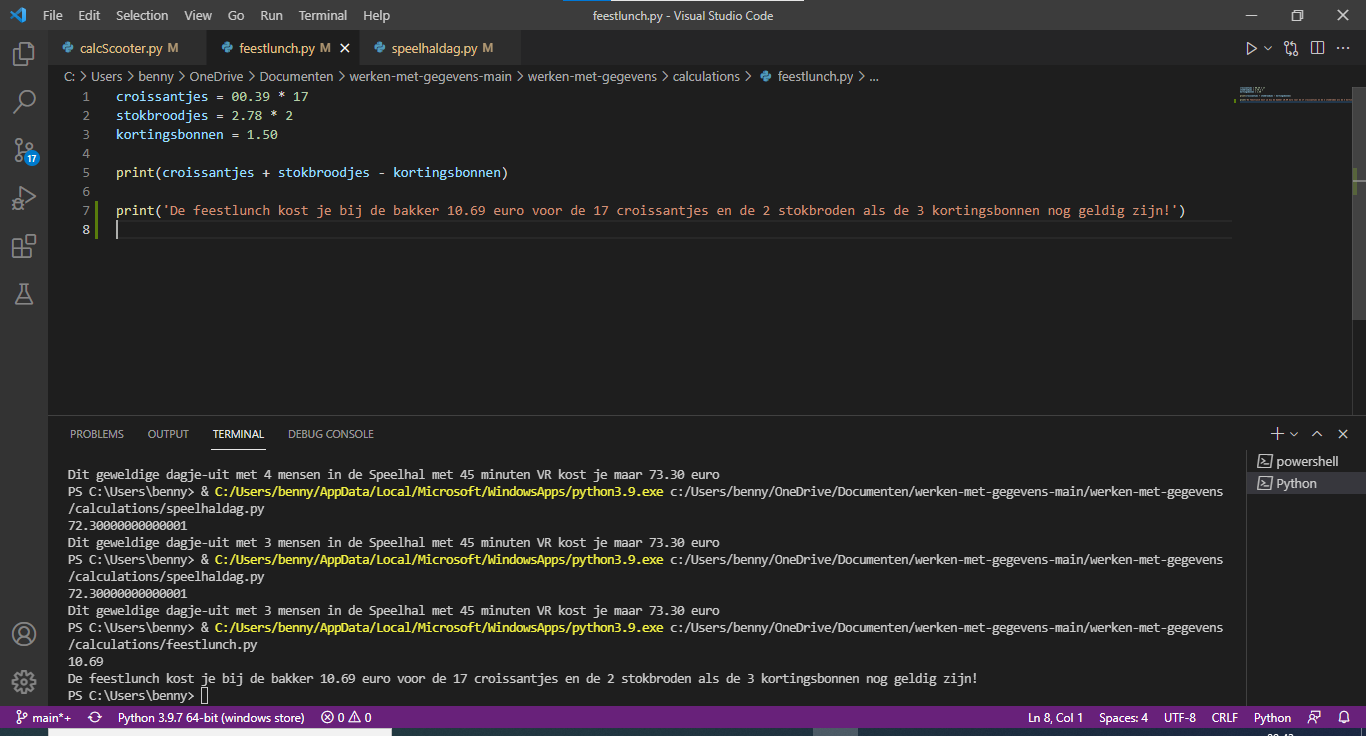 File Edit Selection View Go Run Terminal Help feestlunch.py - Visual Studio Code
calcScooter.py M feestlunch.py M speelhaldag.py M
C: > Users > benny > OneDrive > Documenten > werken-met-gegevens-main > werken-met-gegevens > calculations > feestlunch.py > ...
1 croissantjes = 00.39 * 17
2 stokbroodjes = 2.78 * 2
3 kortingsbonnen = 1.50
4
5 print(croissantjes + stokbroodjes - kortingsbonnen)
6
7 print('De feestlunch kost je bij de bakker 10.69 euro voor de 17 croissantjes en de 2 stokbroden als de 3 kortingsbonnen nog geldig zijn!')
8
17
PROBLEMS OUTPUT TERMINAL DEBUG CONSOLE
powershell
Python
Dit geweldige dagje-uit met 4 mensen in de Speelhal met 45 minuten VR kost je maar 73.30 euro
PS C:\Users\benny> & C:/Users/benny/AppData/Local/Microsoft/WindowsApps/python3.9.exe c:/Users/benny/OneDrive/Documenten/werken-met-gegevens-main/werken-met-gegevens
/calculations/speelhaldag.py
72.30000000000001
Dit geweldige dagje-uit met 3 mensen in de Speelhal met 45 minuten VR kost je maar 73.30 euro
PS C:\Users\benny> & C:/Users/benny/AppData/Local/Microsoft/WindowsApps/python3.9.exe c:/Users/benny/OneDrive/Documenten/werken-met-gegevens-main/werken-met-gegevens
/calculations/speelhaldag.py
72.30000000000001
Dit geweldige dagje-uit met 3 mensen in de Speelhal met 45 minuten VR kost je maar 73.30 euro
PS C:\Users\benny> & C:/Users/benny/AppData/Local/Microsoft/WindowsApps/python3.9.exe c:/Users/benny/OneDrive/Documenten/werken-met-gegevens-main/werken-met-gegevens
/calculations/feestlunch.py
10.69
De feestlunch kost je bij de bakker 10.69 euro voor de 17 croissantjes en de 2 stokbroden als de 3 kortingsbonnen nog geldig zijn!
PS C:\Users\benny>
main*+ Python 3.9.7 64-bit (windows store) 0 0 Ln 8, Col 1 Spaces: 4 UTF-8 CRLF Python